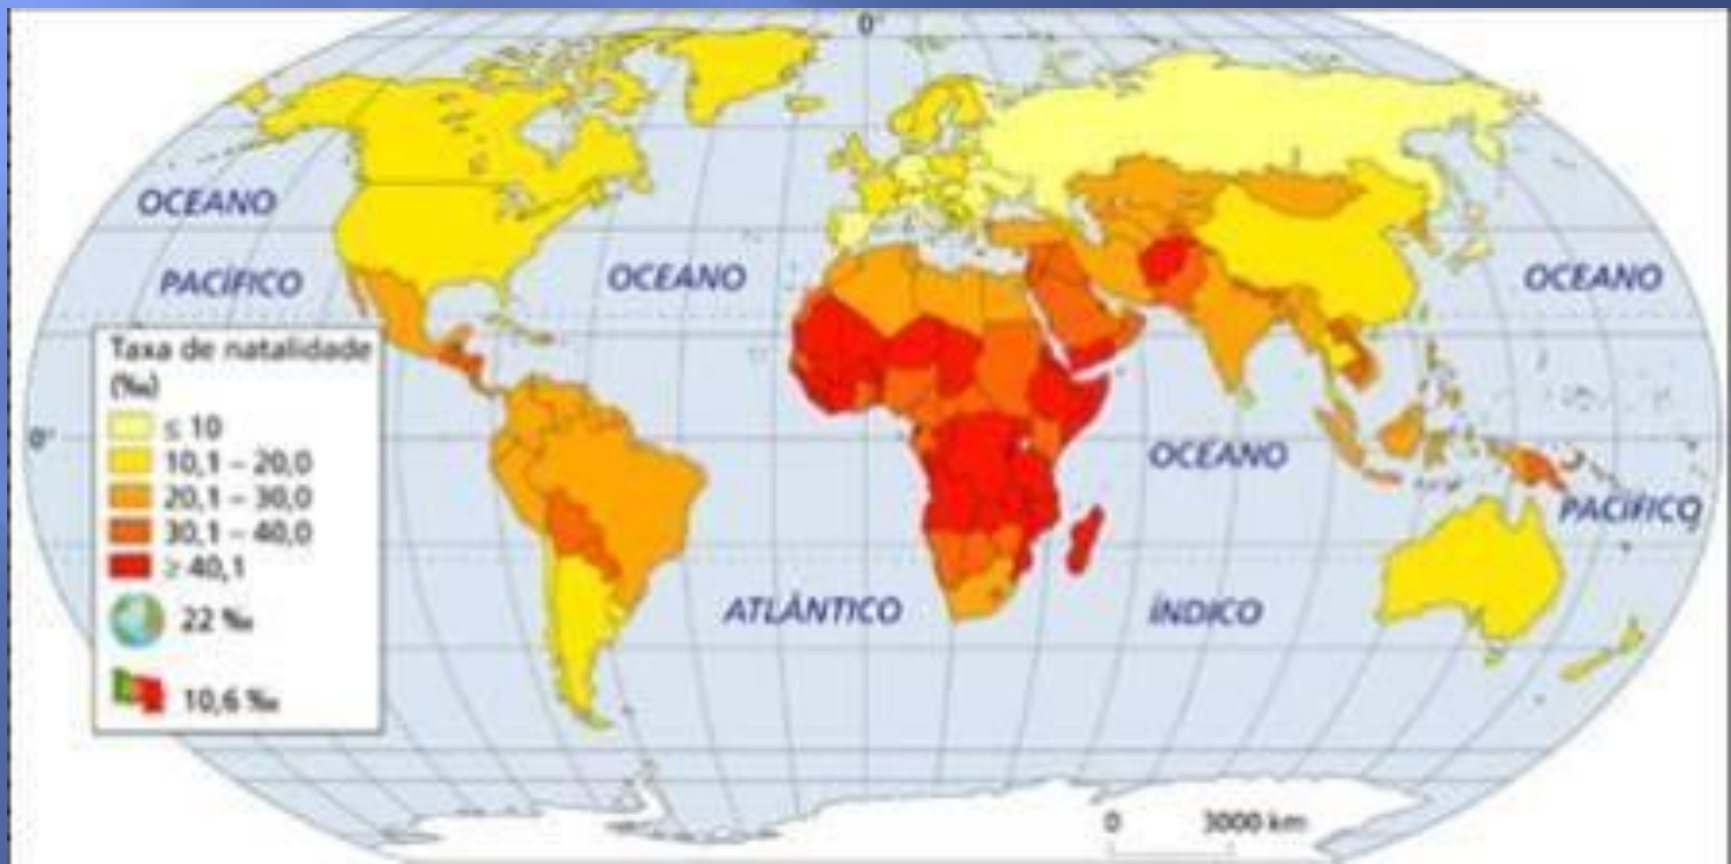 0°
OCEANO
PACÍFICO
OCEANO
OCEANO
Taxa de natalidade
(‰)
≤ 10
10,1 – 20,0
20,1 – 30,0
30,1 – 40,0
≥ 40,1
22 ‰
10,6 ‰
0°
OCEANO
PACÍFICO
ATLÂNTICO
ÍNDICO
0 3000 km